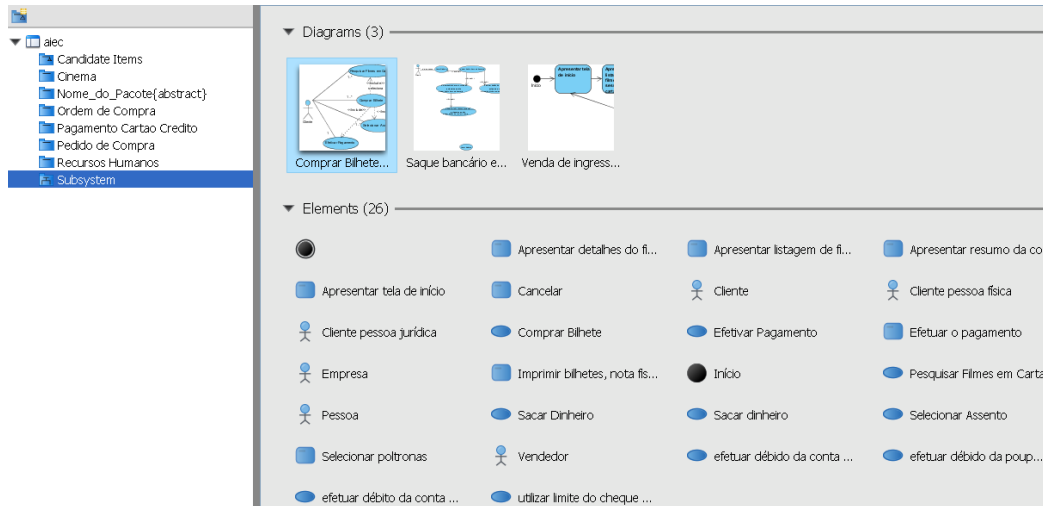 aiec
Candidate Items
Cinema
Nome_do_Pacote{abstract}
Ordem de Compra
Pagamento Cartao Credito
Pedido de Compra
Recursos Humanos
Subsystem
Diagrams (3)
Comprar Bilhete... Saque bancário e... Venda de ingress...
Elements (26)
Apresentar detalhes do fi... Apresentar listagem de fi... Apresentar resumo da co
Apresentar tela de início Cancelar Cliente Cliente pessoa física
Cliente pessoa jurídica Comprar Bilhete Efetivar Pagamento Efetuar o pagamento
Empresa Imprimir bilhetes, nota fis... Início Pesquisar Filmes em Carta
Pessoa Sacar Dinheiro Sacar dinheiro Selecionar Assento
Selecionar poltronas Vendedor efetuar débido da conta ... efetuar débido da poup...
efetuar débito da conta ... utilizar limite do cheque ...